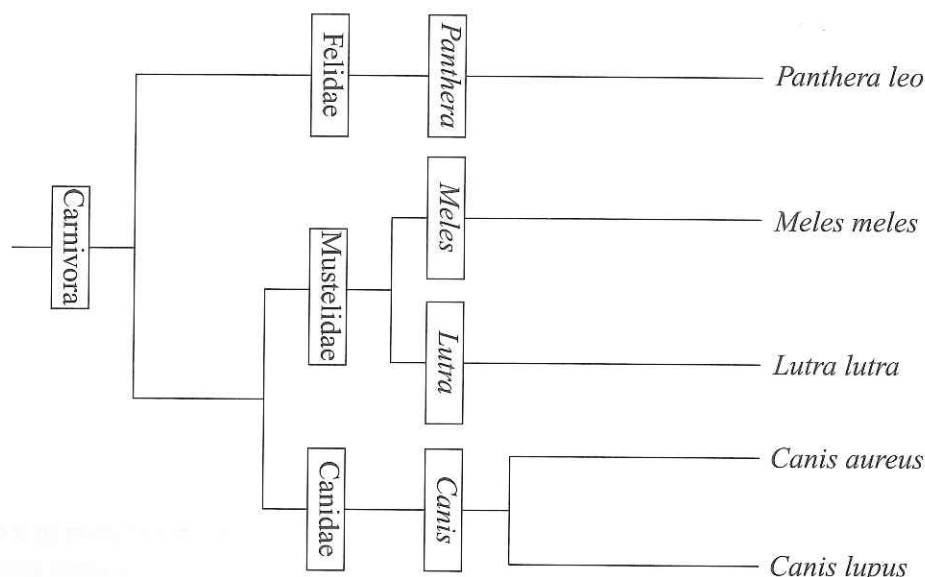 Carnivora
Felidae
Panthera
Panthera leo
Mustelidae
Meles
Meles meles
Lutra
Lutra lutra
Canidae
Canis
Canis aureus
Canis lupus